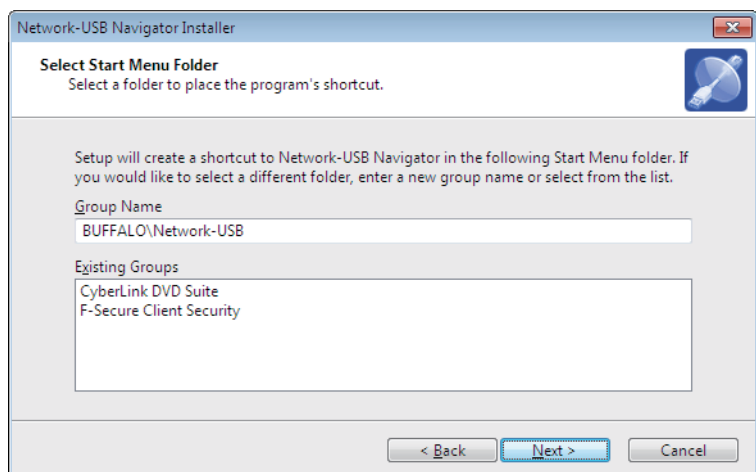 Network-USB Navigator Installer
Select Start Menu Folder
Select a folder to place the program's shortcut.
Setup will create a shortcut to Network-USB Navigator in the following Start Menu folder. If
you would like to select a different folder, enter a new group name or select from the list.
Group Name
BUFFALO\Network-USB
Existing Groups
CyberLink DVD Suite
F-Secure Client Security
< Back Next > Cancel